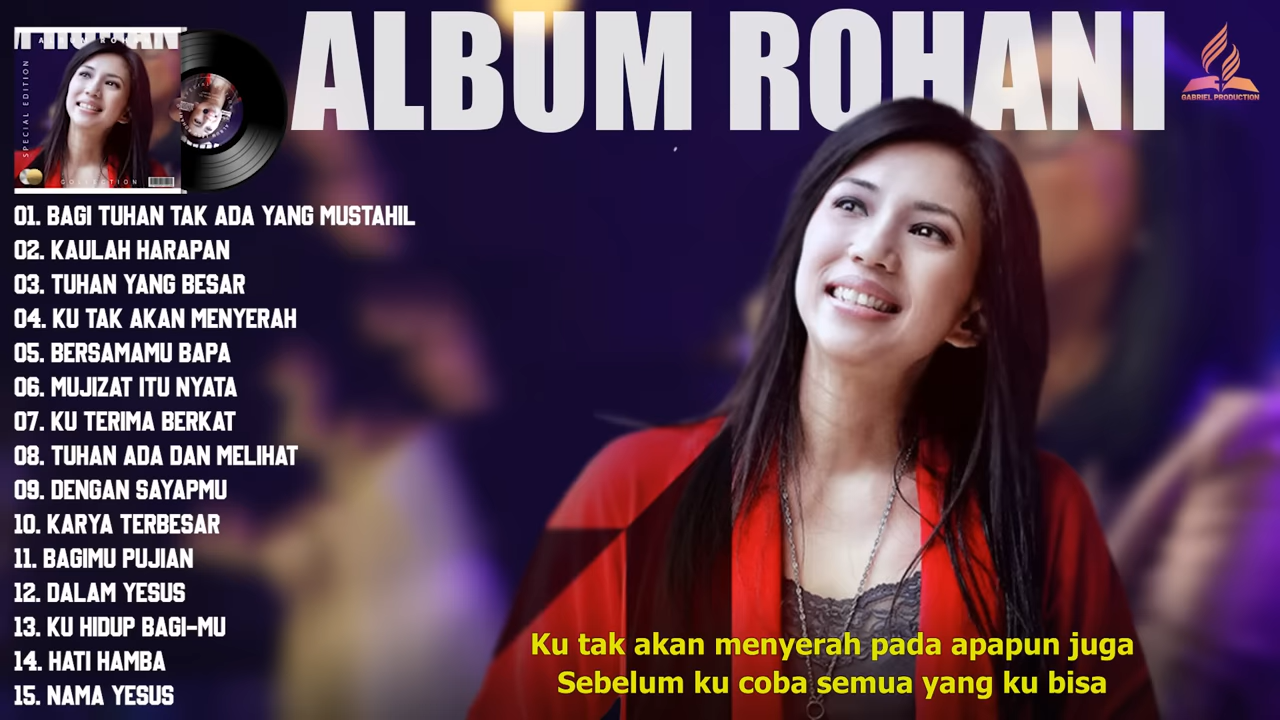 ALBUM ROHANI
GABRIEL PRODUCTION
SPECIAL EDITION
COLLECTION
01. BAGI TUHAN TAK ADA YANG MUSTAHIL
02. KAULAH HARAPAN
03. TUHAN YANG BESAR
04. KU TAK AKAN MENYERAH
05. BERSAMAMU BAPA
06. MUJIZAT ITU NYATA
07. KU TERIMA BERKAT
08. TUHAN ADA DAN MELIHAT
09. DENGAN SAYAPMU
10. KARYA TERBESAR
11. BAGIMU PUJIAN
12. DALAM YESUS
13. KU HIDUP BAGI-MU
14. HATI HAMBA
15. NAMA YESUS
Ku tak akan menyerah pada apapun juga
Sebelum ku coba semua yang ku bisa